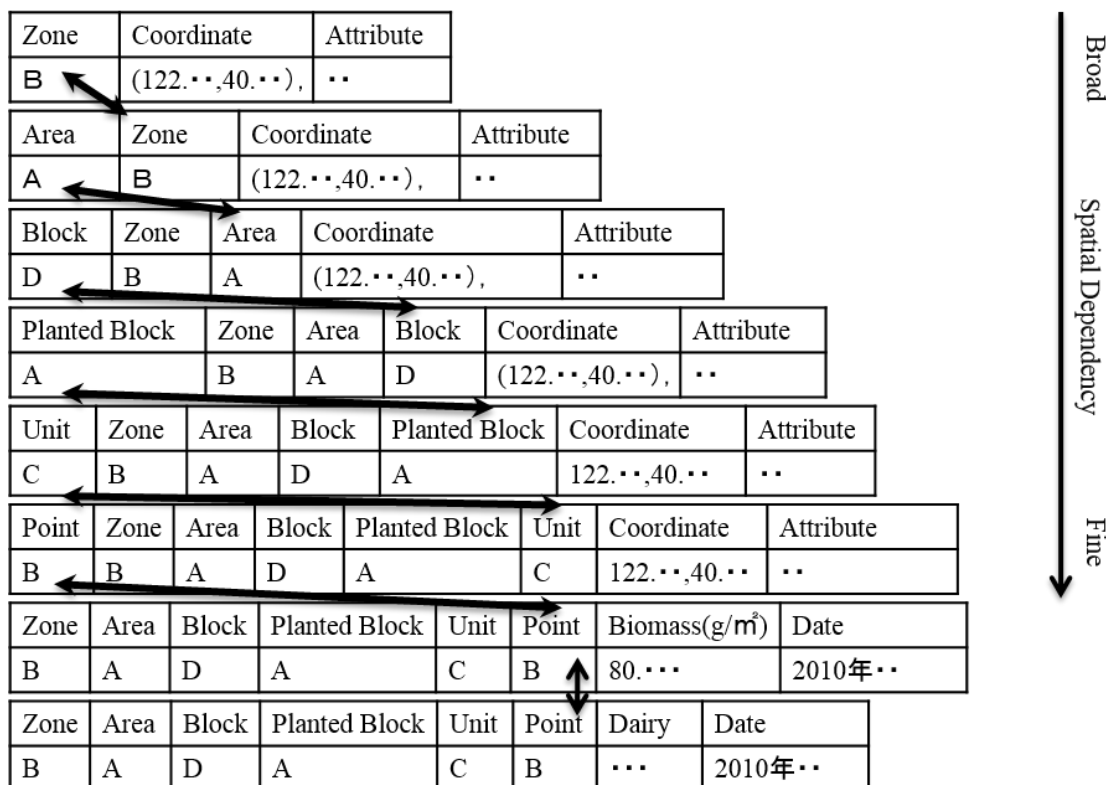 Zone Coordinate Attribute
B (122.··,40.··), ··
Area Zone Coordinate Attribute
A B (122.··,40.··), ··
Block Zone Area Coordinate Attribute
D B A (122.··,40.··), ··
Planted Block Zone Area Block Coordinate Attribute
A B A D (122.··,40.··), ··
Unit Zone Area Block Planted Block Coordinate Attribute
C B A D A 122.··,40.·· ··
Point Zone Area Block Planted Block Unit Coordinate Attribute
B B A D A C 122.··,40.·· ··
Zone Area Block Planted Block Unit Point Biomass(g/㎡) Date
B A D A C B 80.··· 2010年··
Zone Area Block Planted Block Unit Point Dairy Date
B A D A C B ··· 2010年··
Broad
Spatial Dependency
Fine